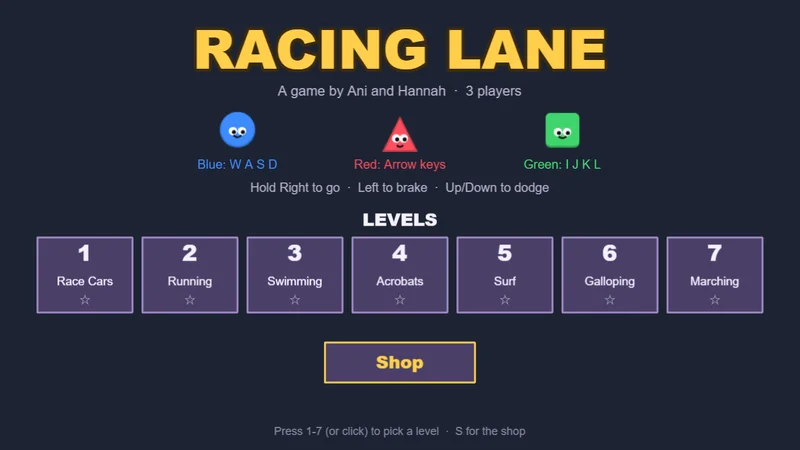 RACING LANE
A game by Ani and Hannah · 3 players
Blue: W A S D Red: Arrow keys Green: I J K L
Hold Right to go · Left to brake · Up/Down to dodge
LEVELS
1 2 3 4 5 6 7
Race Cars Running Swimming Acrobats Surf Galloping Marching
☆ ☆ ☆ ☆ ☆ ☆ ☆
Shop
Press 1-7 (or click) to pick a level · S for the shop